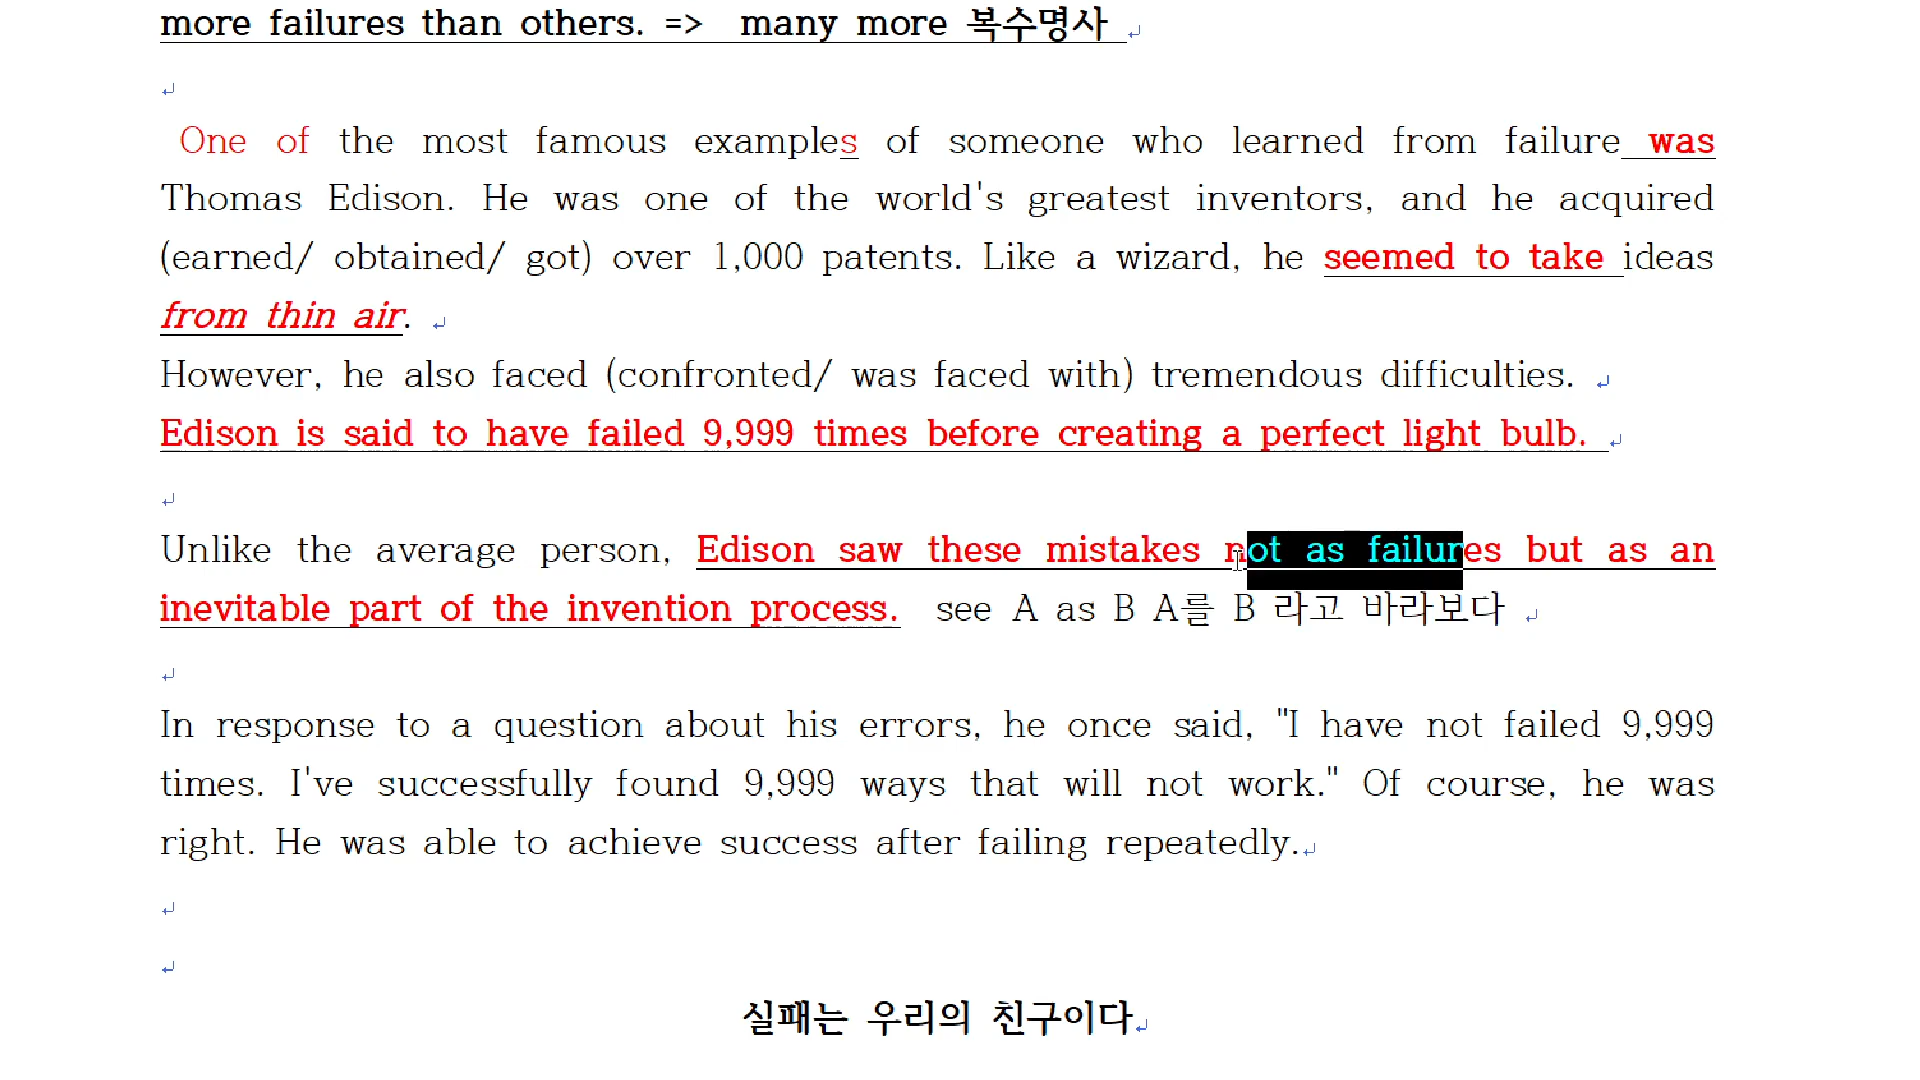 more failures than others. => many more 복수명사
One of the most famous examples of someone who learned from failure was
Thomas Edison. He was one of the world's greatest inventors, and he acquired
(earned/ obtained/ got) over 1,000 patents. Like a wizard, he seemed to take ideas
from thin air.
However, he also faced (confronted/ was faced with) tremendous difficulties.
Edison is said to have failed 9,999 times before creating a perfect light bulb.
Unlike the average person, Edison saw these mistakes not as failures but as an
inevitable part of the invention process. see A as B A를 B 라고 바라보다
In response to a question about his errors, he once said, "I have not failed 9,999
times. I've successfully found 9,999 ways that will not work." Of course, he was
right. He was able to achieve success after failing repeatedly.
실패는 우리의 친구이다